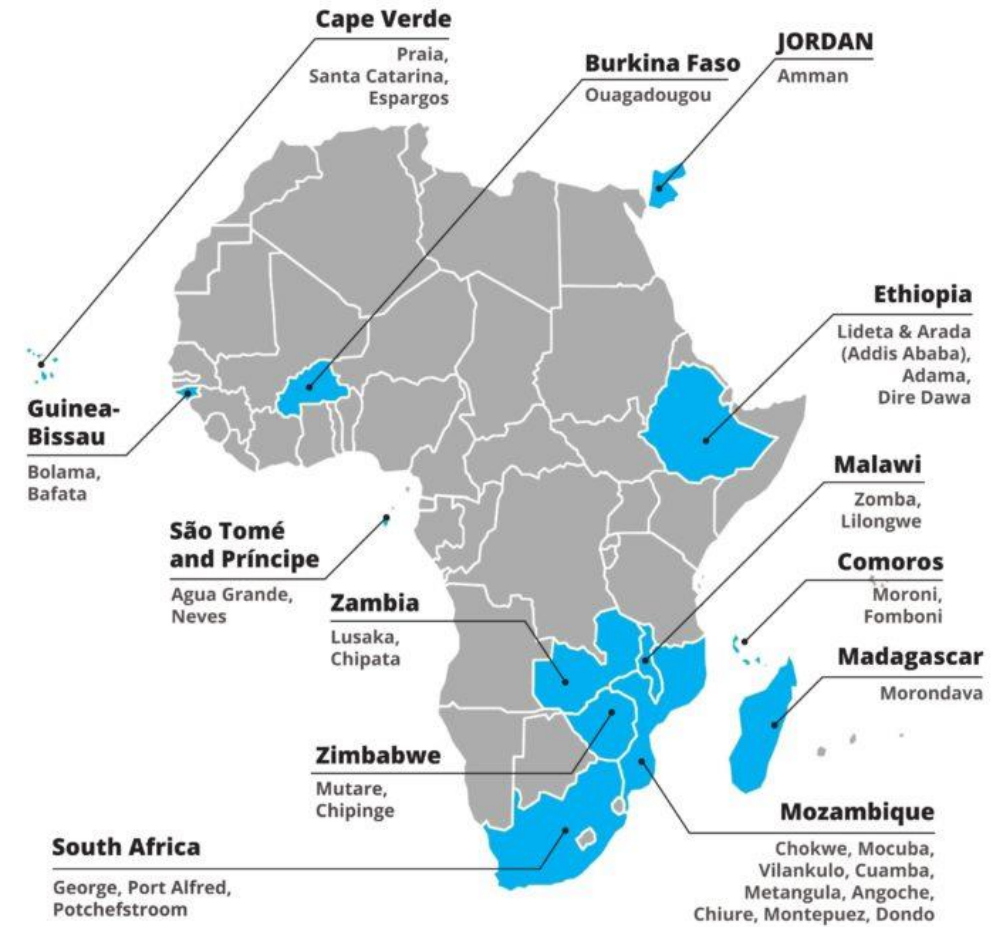 Cape Verde
Praia,
Santa Catarina,
Espargos
Burkina Faso
Ouagadougou
JORDAN
Amman
Ethiopia
Lideta & Arada
(Addis Ababa),
Adama,
Dire Dawa
Guinea-
Bissau
Bolama,
Bafata
Malawi
Zomba,
Lilongwe
São Tomé
and Príncipe
Agua Grande,
Neves
Comoros
Moroni,
Fomboni
Zambia
Lusaka,
Chipata
Madagascar
Morondava
Zimbabwe
Mutare,
Chipinge
Mozambique
Chokwe, Mocuba,
Vilankulo, Cuamba,
Metangula, Angoche,
Chiure, Montepuez, Dondo
South Africa
George, Port Alfred,
Potchefstroom